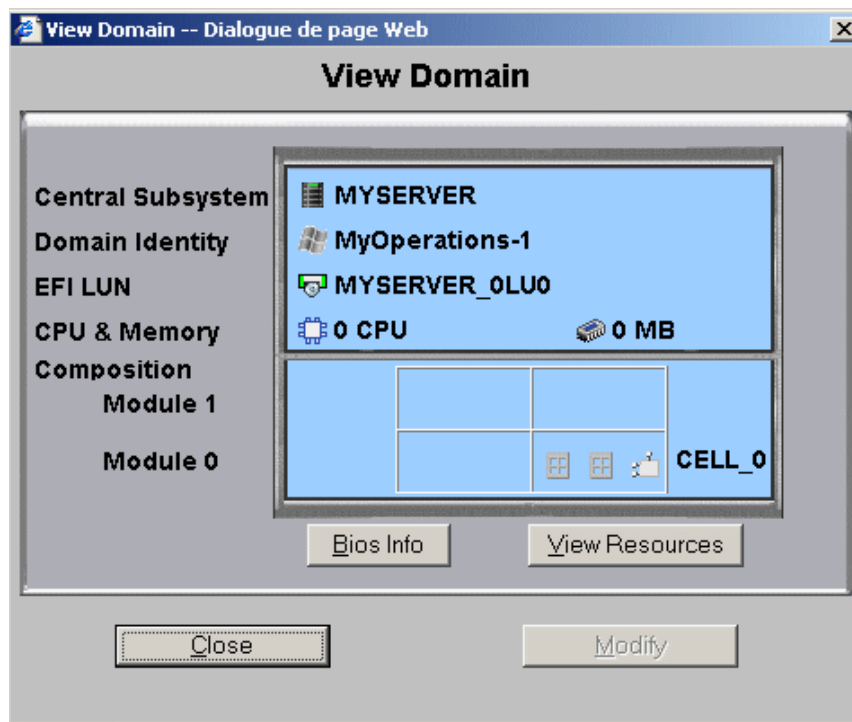 View Domain -- Dialogue de page Web
View Domain
Central Subsystem MYSERVER
Domain Identity MyOperations-1
EFI LUN MYSERVER_0LU0
CPU & Memory 0 CPU 0 MB
Composition
Module 1
Module 0 CELL_0
Bios Info View Resources
Close Modify